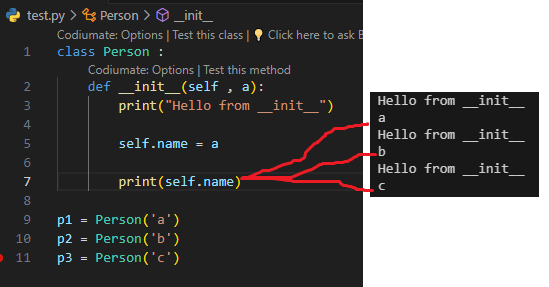 test.py > Person > __init__
Codiumate: Options | Test this class | Click here to ask B
1 class Person :
Codiumate: Options | Test this method
2 def __init__(self , a):
3 print("Hello from __init__")
4
5 self.name = a
6
7 print(self.name)
8
9 p1 = Person('a')
10 p2 = Person('b')
11 p3 = Person('c')
Hello from __init__
a
Hello from __init__
b
Hello from __init__
c